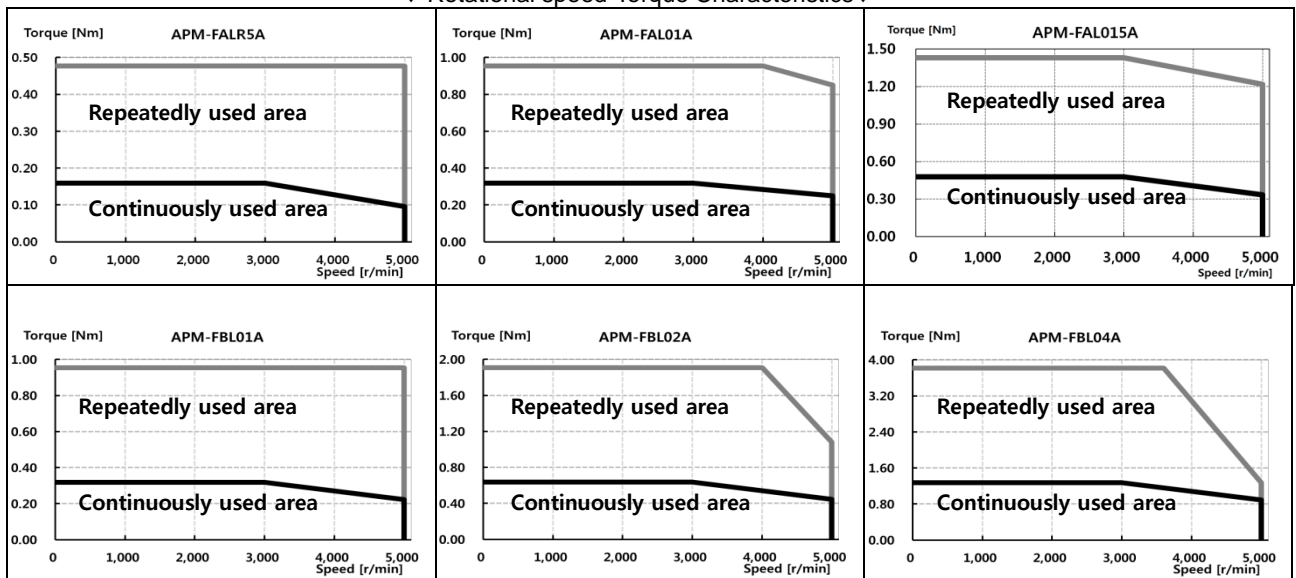 Rotational speed-Torque Characteristics
Torque [Nm] APM-FALR5A
0.50
0.40
Repeatedly used area
0.30
0.20
0.10
Continuously used area
0.00
0 1,000 2,000 3,000 4,000 5,000
Speed [r/min]
Torque [Nm] APM-FAL01A
1.00
0.80
Repeatedly used area
0.60
0.40
0.20
Continuously used area
0.00
0 1,000 2,000 3,000 4,000 5,000
Speed [r/min]
Torque [Nm] APM-FAL015A
1.50
1.20
Repeatedly used area
0.90
0.60
0.30
Continuously used area
0.00
0 1,000 2,000 3,000 4,000 5,000
Speed [r/min]
Torque [Nm] APM-FBL01A
1.00
0.80
Repeatedly used area
0.60
0.40
0.20
Continuously used area
0.00
0 1,000 2,000 3,000 4,000 5,000
Speed [r/min]
Torque [Nm] APM-FBL02A
2.00
1.60
Repeatedly used area
1.20
0.80
0.40
Continuously used area
0.00
0 1,000 2,000 3,000 4,000 5,000
Speed [r/min]
Torque [Nm] APM-FBL04A
4.00
3.20
Repeatedly used area
2.40
1.60
0.80
Continuously used area
0.00
0 1,000 2,000 3,000 4,000 5,000
Speed [r/min]